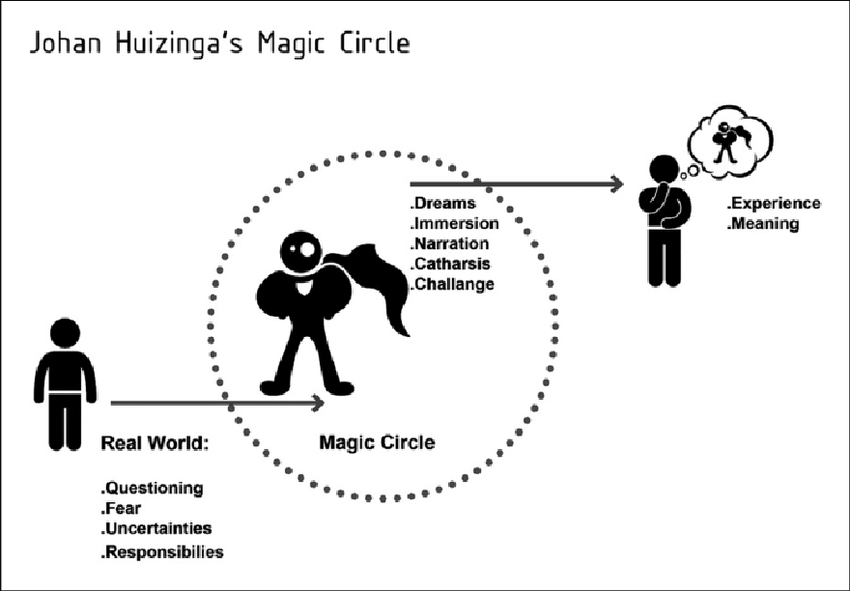 Johan Huizinga's Magic Circle
.Dreams
.Immersion
.Narration
.Catharsis
.Challange
.Experience
.Meaning
Real World:
Magic Circle
.Questioning
.Fear
.Uncertainties
.Responsibilies